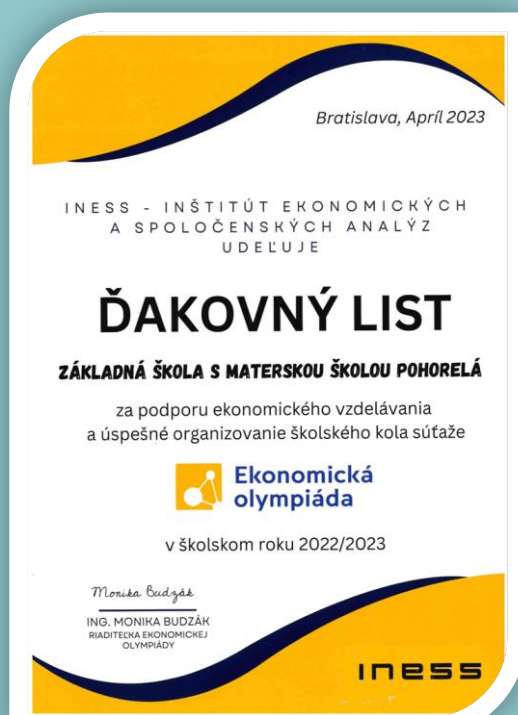 Bratislava, Apríl 2023
INESS - INŠTITÚT EKONOMICKÝCH
A SPOLOČENSKÝCH ANALÝZ
UDEĽUJE
ĎAKOVNÝ LIST
ZÁKLADNÁ ŠKOLA S MATERSKOU ŠKOLOU POHORELÁ
za podporu ekonomického vzdelávania
a úspešné organizovanie školského kola súťaže
Ekonomická
olympiáda
v školskom roku 2022/2023
Monika Budzák
ING. MONIKA BUDZÁK
RIADITEĽKA EKONOMICKEJ
OLYMPIÁDY
INESS